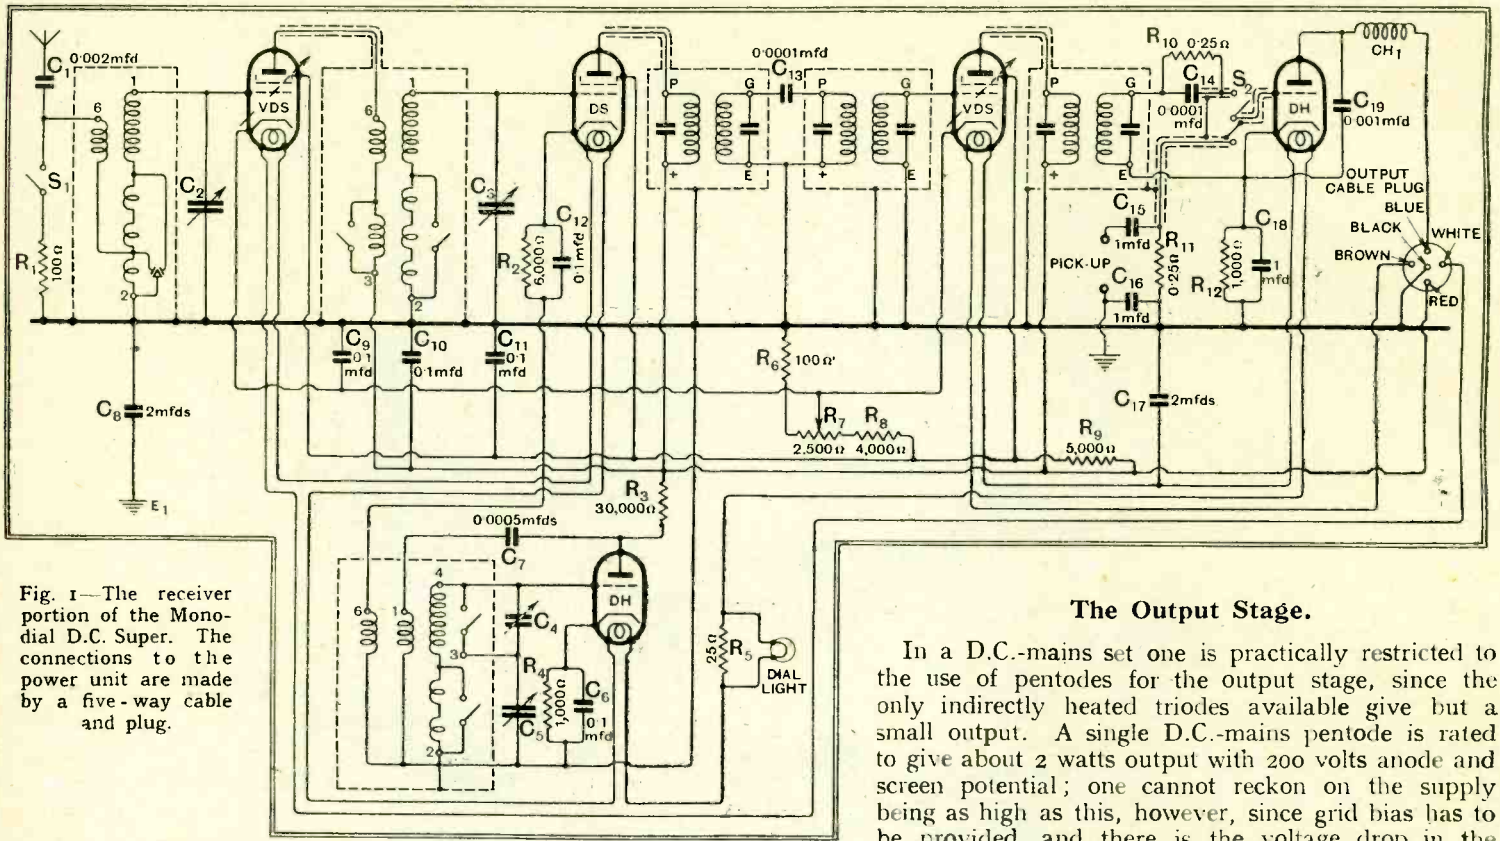 C1 0·002mfd
6
1
S1
R1 100Ω
2
C2
VDS
C8 2mfds
E1
6
1
3
2
C9 0·1 mfd
C10 0·1mfd
C3
C11 0·1 mfd
DS
R2 6,000Ω
C12 0·1 mfd
P
G
+
E
0·0001mfd
C13
P
G
+
E
R6 100Ω
R7 2,500Ω
R8 4,000Ω
VDS
P
G
+
E
R10 0·25Ω
C14 0·0001 mfd
S2
DH
CH1
C19 0·001mfd
C15 1mfd
PICK-UP
C16 1mfd
R11 0·25Ω
R12 1,000Ω
C18 1 mfd
OUTPUT
CABLE PLUG
BLUE
BLACK
WHITE
BROWN
RED
C17 2mfds
R9 5,000Ω
R3 30,000Ω
0·0005mfds
C7
6
1
4
3
2
C4
C5
R4 1,000Ω
C6 0·1 mfd
DH
25Ω R5
DIAL
LIGHT
Fig. 1—The receiver
portion of the Mono-
dial D.C. Super. The
connections to the
power unit are made
by a five-way cable
and plug.
The Output Stage.
In a D.C.-mains set one is practically restricted to
the use of pentodes for the output stage, since the
only indirectly heated triodes available give but a
small output. A single D.C.-mains pentode is rated
to give about 2 watts output with 200 volts anode and
screen potential; one cannot reckon on the supply
being as high as this, however, since grid bias has to
be provided, and there is the voltage drop in the